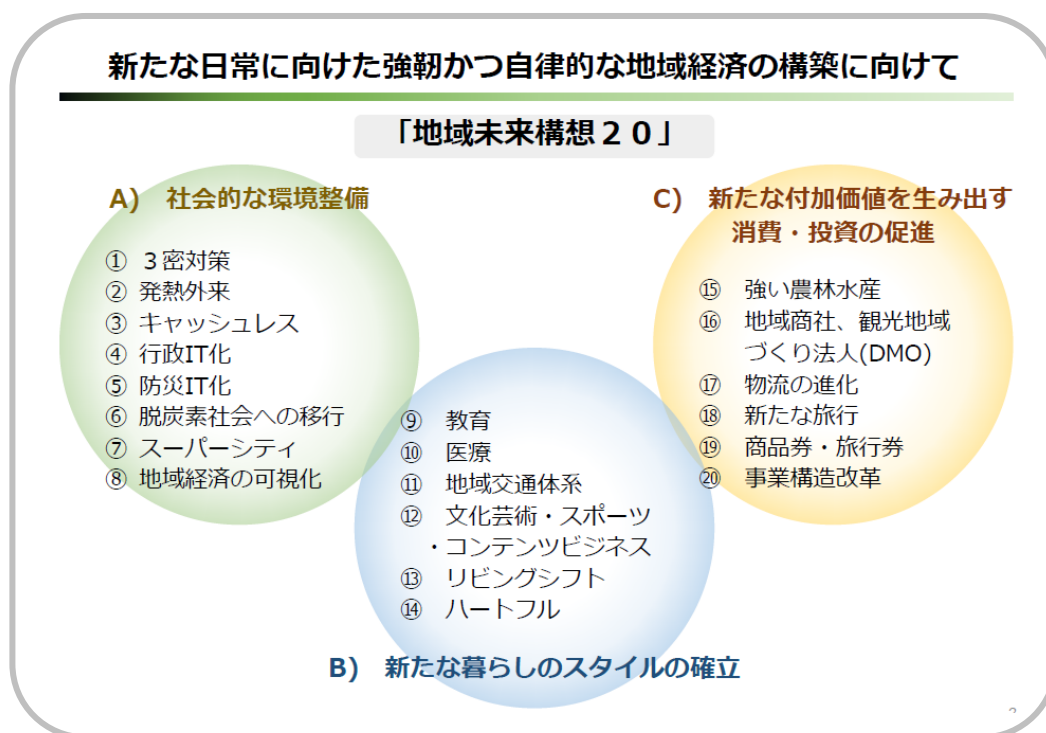 新たな日常に向けた強靭かつ自律的な地域経済の構築に向けて
「地域未来構想２０」
A) 社会的な環境整備
① ３密対策
② 発熱外来
③ キャッシュレス
④ 行政IT化
⑤ 防災IT化
⑥ 脱炭素社会への移行
⑦ スーパーシティ
⑧ 地域経済の可視化
⑨ 教育
⑩ 医療
⑪ 地域交通体系
⑫ 文化芸術・スポーツ
・コンテンツビジネス
⑬ リビングシフト
⑭ ハートフル
B) 新たな暮らしのスタイルの確立
C) 新たな付加価値を生み出す
消費・投資の促進
⑮ 強い農林水産
⑯ 地域商社、観光地域
づくり法人(DMO)
⑰ 物流の進化
⑱ 新たな旅行
⑲ 商品券・旅行券
⑳ 事業構造改革